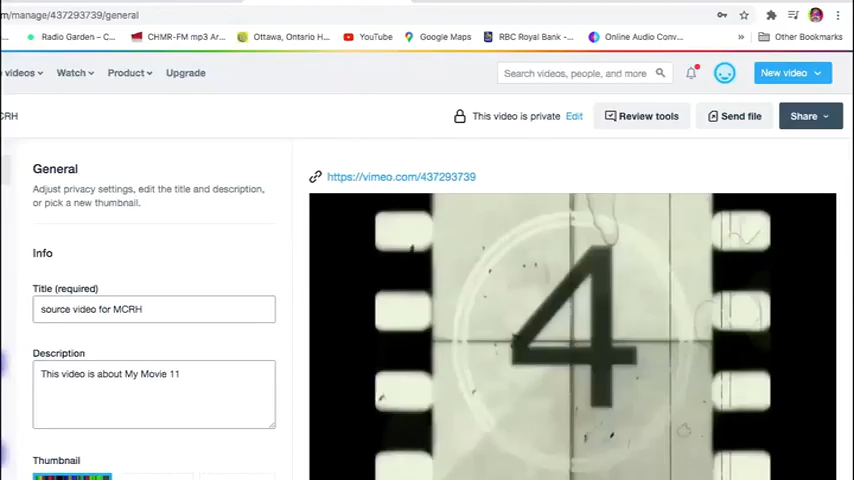 om/manage/437293739/general
Radio Garden – C...
CHMR-FM mp3 Ar...
Ottawa, Ontario H...
YouTube
Google Maps
RBC Royal Bank -...
Online Audio Conv...
»
Other Bookmarks
videos
Watch
Product
Upgrade
Search videos, people, and more
New video
CRH
This video is private
Edit
Review tools
Send file
Share
General
Adjust privacy settings, edit the title and description,
or pick a new thumbnail.
https://vimeo.com/437293739
Info
Title (required)
source video for MCRH
Description
This video is about My Movie 11
Thumbnail
4